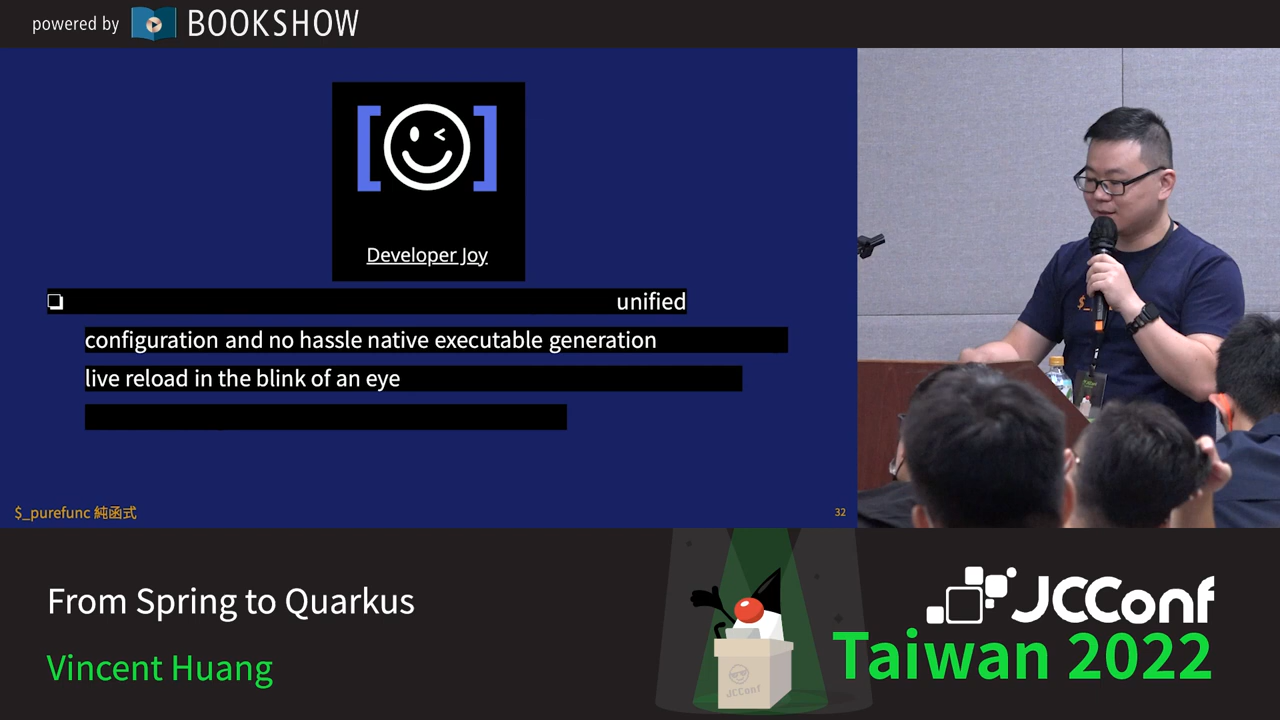 powered by BOOKSHOW
Developer Joy
unified
configuration and no hassle native executable generation
live reload in the blink of an eye
$_purefunc 純函式
32
From Spring to Quarkus
Vincent Huang
JCConf
JCConf
Taiwan 2022